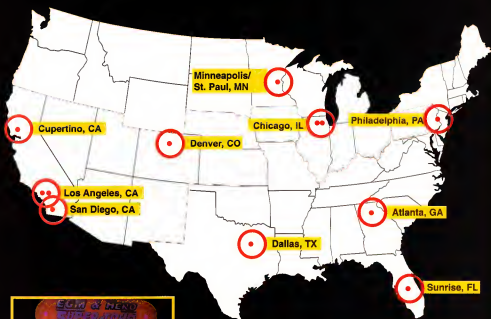 Minneapolis/
St. Paul, MN
Cupertino, CA
Chicago, IL
Philadelphia, PA
Denver, CO
Los Angeles, CA
San Diego, CA
Atlanta, GA
Dallas, TX
Sunrise, FL